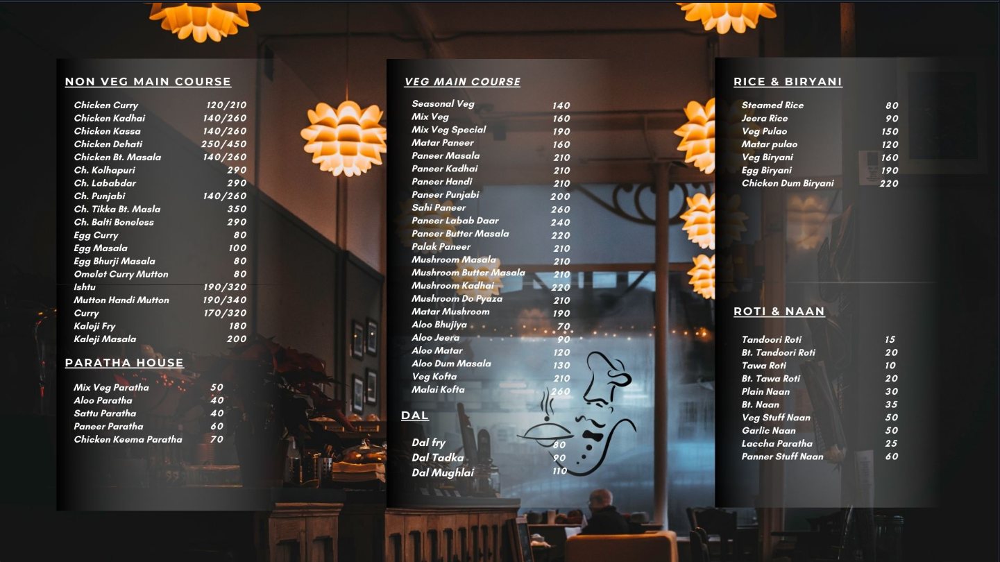 NON VEG MAIN COURSE
Chicken Curry 120/210
Chicken Kadhai 140/260
Chicken Kassa 140/260
Chicken Dehati 250/450
Chicken Bt. Masala 140/260
Ch. Kolhapuri 290
Ch. Lababdar 290
Ch. Punjabi 140/260
Ch. Tikka Bt. Masla 350
Ch. Balti Boneless 290
Egg Curry 80
Egg Masala 100
Egg Bhurji Masala 80
Omelet Curry Mutton 80
Ishtu 190/320
Mutton Handi Mutton 190/340
Curry 170/320
Kaleji Fry 180
Kaleji Masala 200
PARATHA HOUSE
Mix Veg Paratha 50
Aloo Paratha 40
Sattu Paratha 40
Paneer Paratha 60
Chicken Keema Paratha 70
VEG MAIN COURSE
Seasonal Veg 140
Mix Veg 160
Mix Veg Special 190
Matar Paneer 160
Paneer Masala 210
Paneer Kadhai 210
Paneer Handi 210
Paneer Punjabi 200
Sahi Paneer 260
Paneer Labab Daar 240
Paneer Butter Masala 220
Palak Paneer 210
Mushroom Masala 210
Mushroom Butter Masala 210
Mushroom Kadhai 220
Mushroom Do Pyaza 210
Matar Mushroom 190
Aloo Bhujiya 70
Aloo Jeera 90
Aloo Matar 120
Aloo Dum Masala 130
Veg Kofta 210
Malai Kofta 260
DAL
Dal fry 80
Dal Tadka 90
Dal Mughlai 110
RICE & BIRYANI
Steamed Rice 80
Jeera Rice 90
Veg Pulao 150
Matar pulao 120
Veg Biryani 160
Egg Biryani 190
Chicken Dum Biryani 220
ROTI & NAAN
Tandoori Roti 15
Bt. Tandoori Roti 20
Tawa Roti 10
Bt. Tawa Roti 20
Plain Naan 30
Bt. Naan 35
Veg Stuff Naan 50
Garlic Naan 50
Laccha Paratha 25
Panner Stuff Naan 60